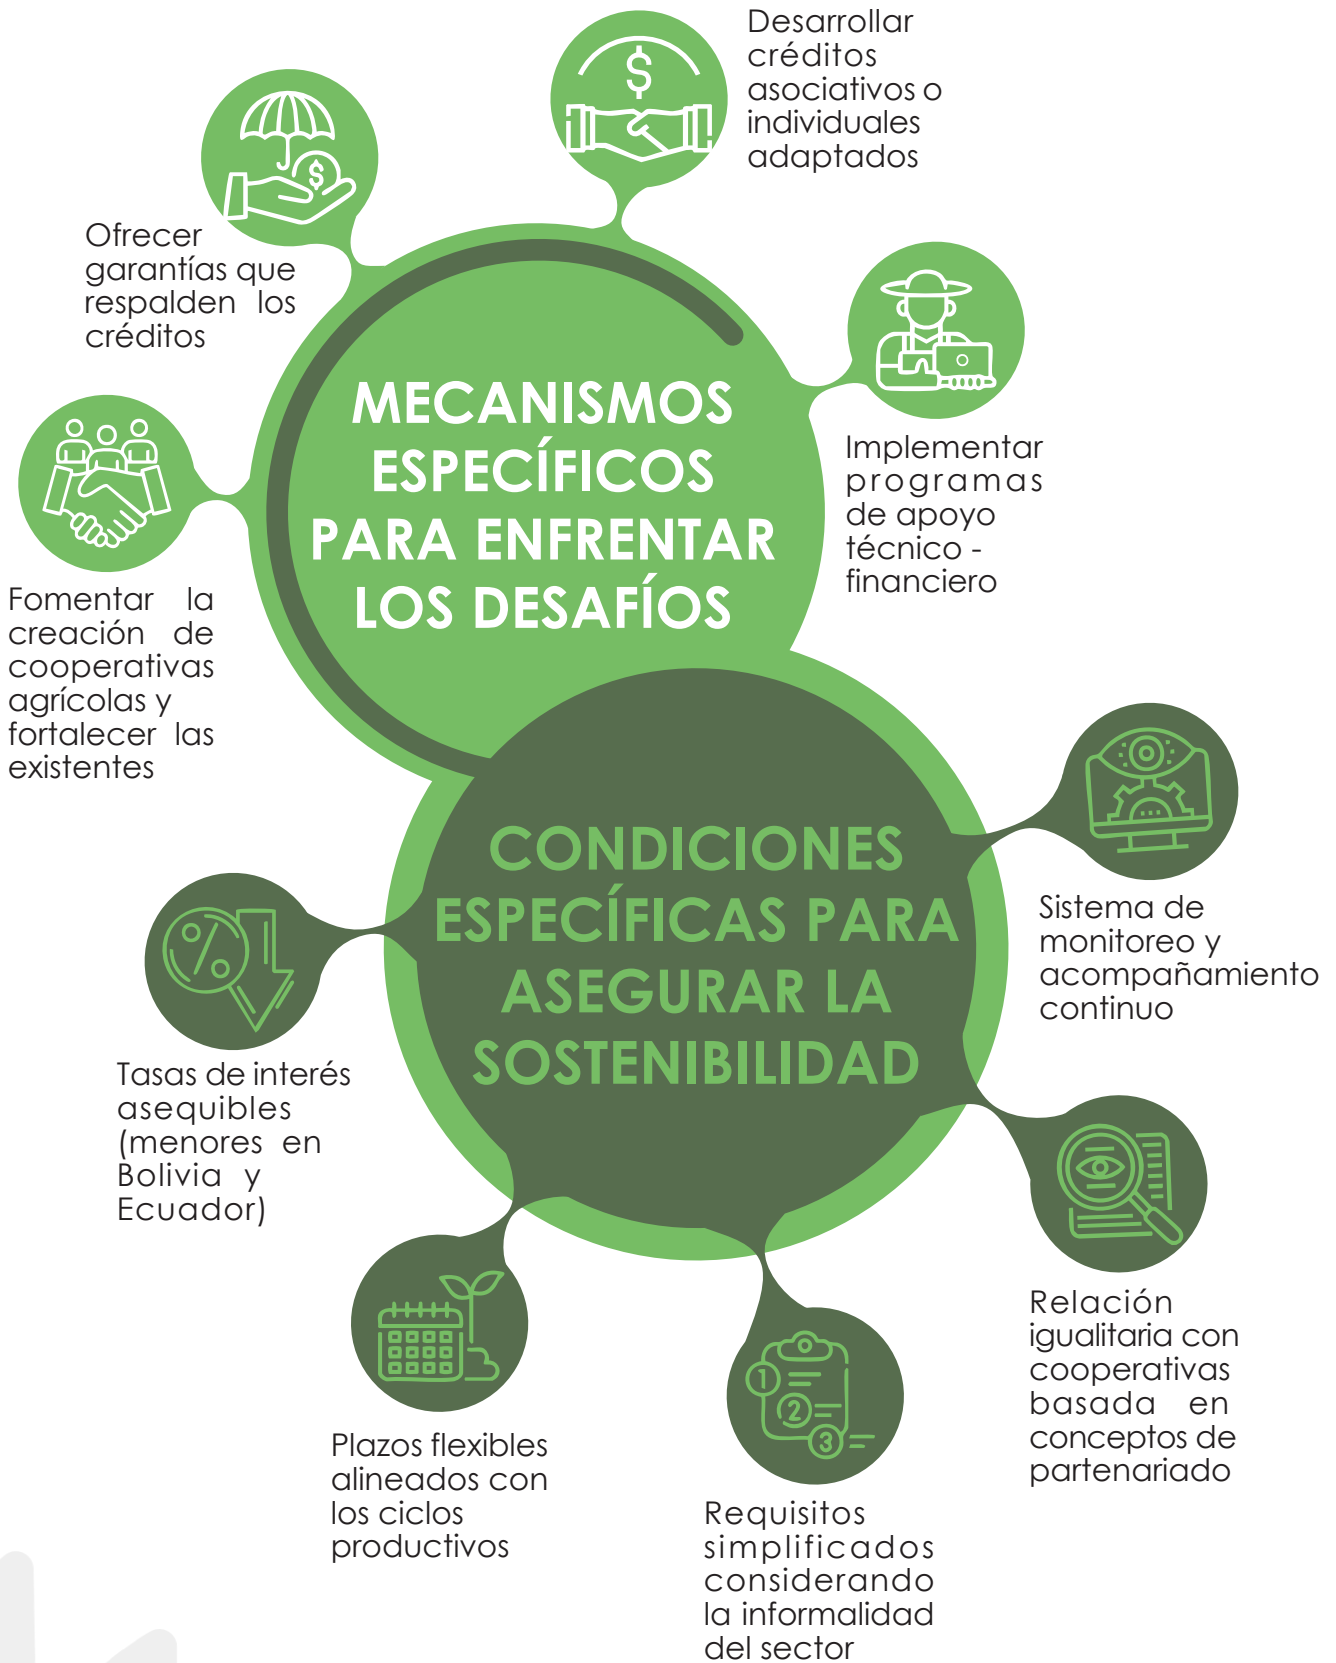 Desarrollar
créditos
asociativos o
individuales
adaptados
Ofrecer
garantías que
respalden los
créditos
MECANISMOS
ESPECÍFICOS
PARA ENFRENTAR
LOS DESAFÍOS
Implementar
programas
de apoyo
técnico -
financiero
Fomentar la
creación de
cooperativas
agrícolas y
fortalecer las
existentes
CONDICIONES
ESPECÍFICAS PARA
ASEGURAR LA
SOSTENIBILIDAD
Sistema de
monitoreo y
acompañamiento
continuo
Tasas de interés
asequibles
(menores en
Bolivia y
Ecuador)
Relación
igualitaria con
cooperativas
basada en
conceptos de
partenariado
Plazos flexibles
alineados con
los ciclos
productivos
1
2
3
Requisitos
simplificados
considerando
la informalidad
del sector